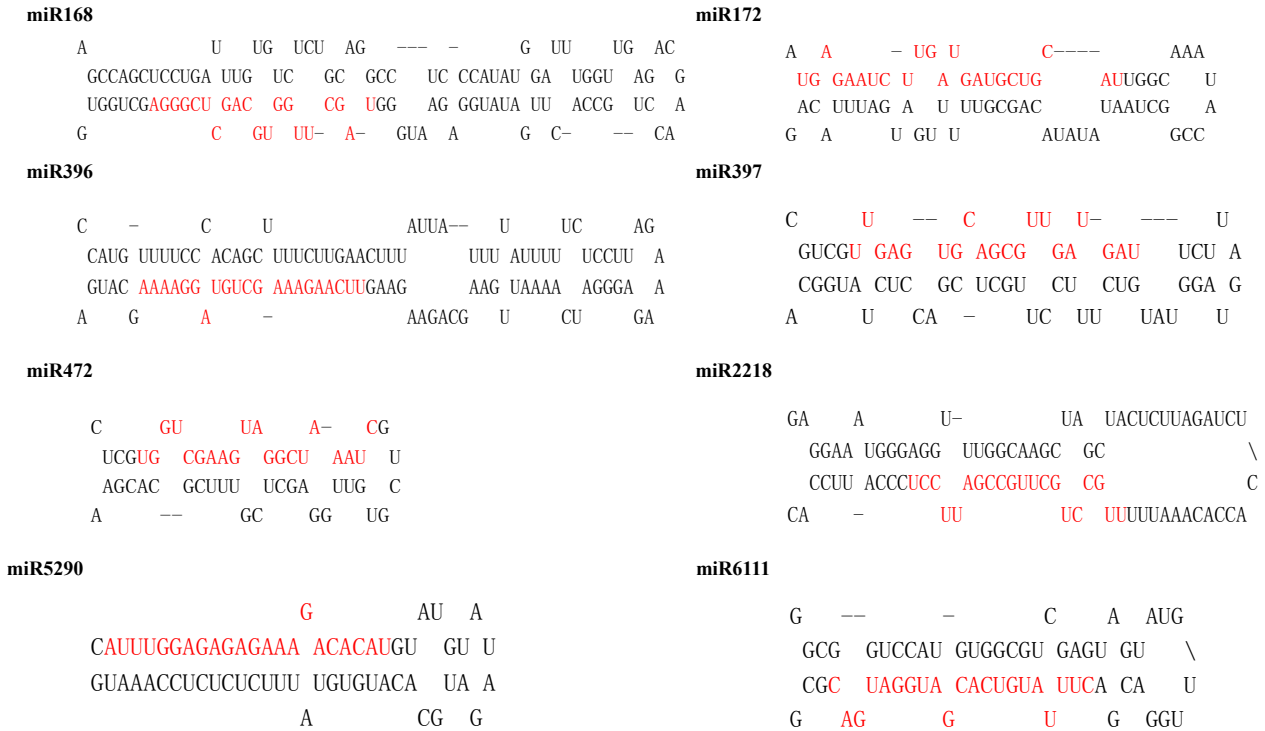 miR168
A U UG UCU AG --- - G UU UG AC
GCCAGCUCCUGA UUG UC GC GCC UC CCAUAU GA UGGU AG G
UGGUCGAGGGCU GAC GG CG UGG AG GGUAUA UU ACCG UC A
G C GU UU- A- GUA A G C- -- CA
miR172
A A - UG U C---- AAA
UG GAAUC U A GAUGCUG AUUGGC U
AC UUUAG A U UUGCGAC UAAUCG A
G A U GU U AUAUA GCC
miR396
C - C U AUUA-- U UC AG
CAUG UUUUCC ACAGC UUUCUUGAACUUU UUU AUUUU UCCUU A
GUAC AAAAGG UGUCG AAAGAACUUGAAG AAG UAAAA AGGGA A
A G A - AAGACG U CU GA
miR397
C U -- C UU U- --- U
GUCGU GAG UG AGCG GA GAU UCU A
CGGUA CUC GC UCGU CU CUG GGA G
A U CA - UC UU UAU U
miR472
C GU UA A- CG
UCGUG CGAAG GGCU AAU U
AGCAC GCUUU UCGA UUG C
A -- GC GG UG
miR2218
GA A U- UA UACUCUUAGAUCU
GGAA UGGGAGG UUGGCAAGC GC \
CCUU ACCCUCC AGCCGUUCG CG C
CA - UU UC UUUUUAAACACCA
miR5290
G AU A
CAUUUGGAGAGAGAAA ACACAUGU GU U
GUAAACCUCUCUCUUU UGUGUACA UA A
A CG G
miR6111
G -- - C A AUG
GCG GUCCAU GUGGCGU GAGU GU \
CGC UAGGUA CACUGUA UUCA CA U
G AG G U G GGU